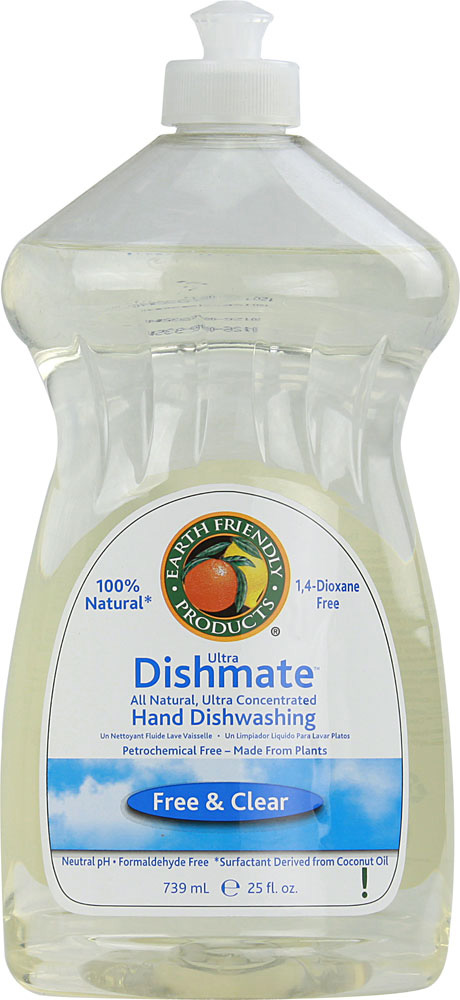 EARTH FRIENDLY
PRODUCTS
®
100%
Natural*
1,4-Dioxane
Free
Ultra
Dishmate™
All Natural, Ultra Concentrated
Hand Dishwashing
Un Nettoyant Fluide Lave Vaisselle • Un Limpiador Liquido Para Lavar Platos
Petrochemical Free – Made From Plants
Free & Clear
Neutral pH • Formaldehyde Free *Surfactant Derived from Coconut Oil
739 mL ℮ 25 fl. oz.
!